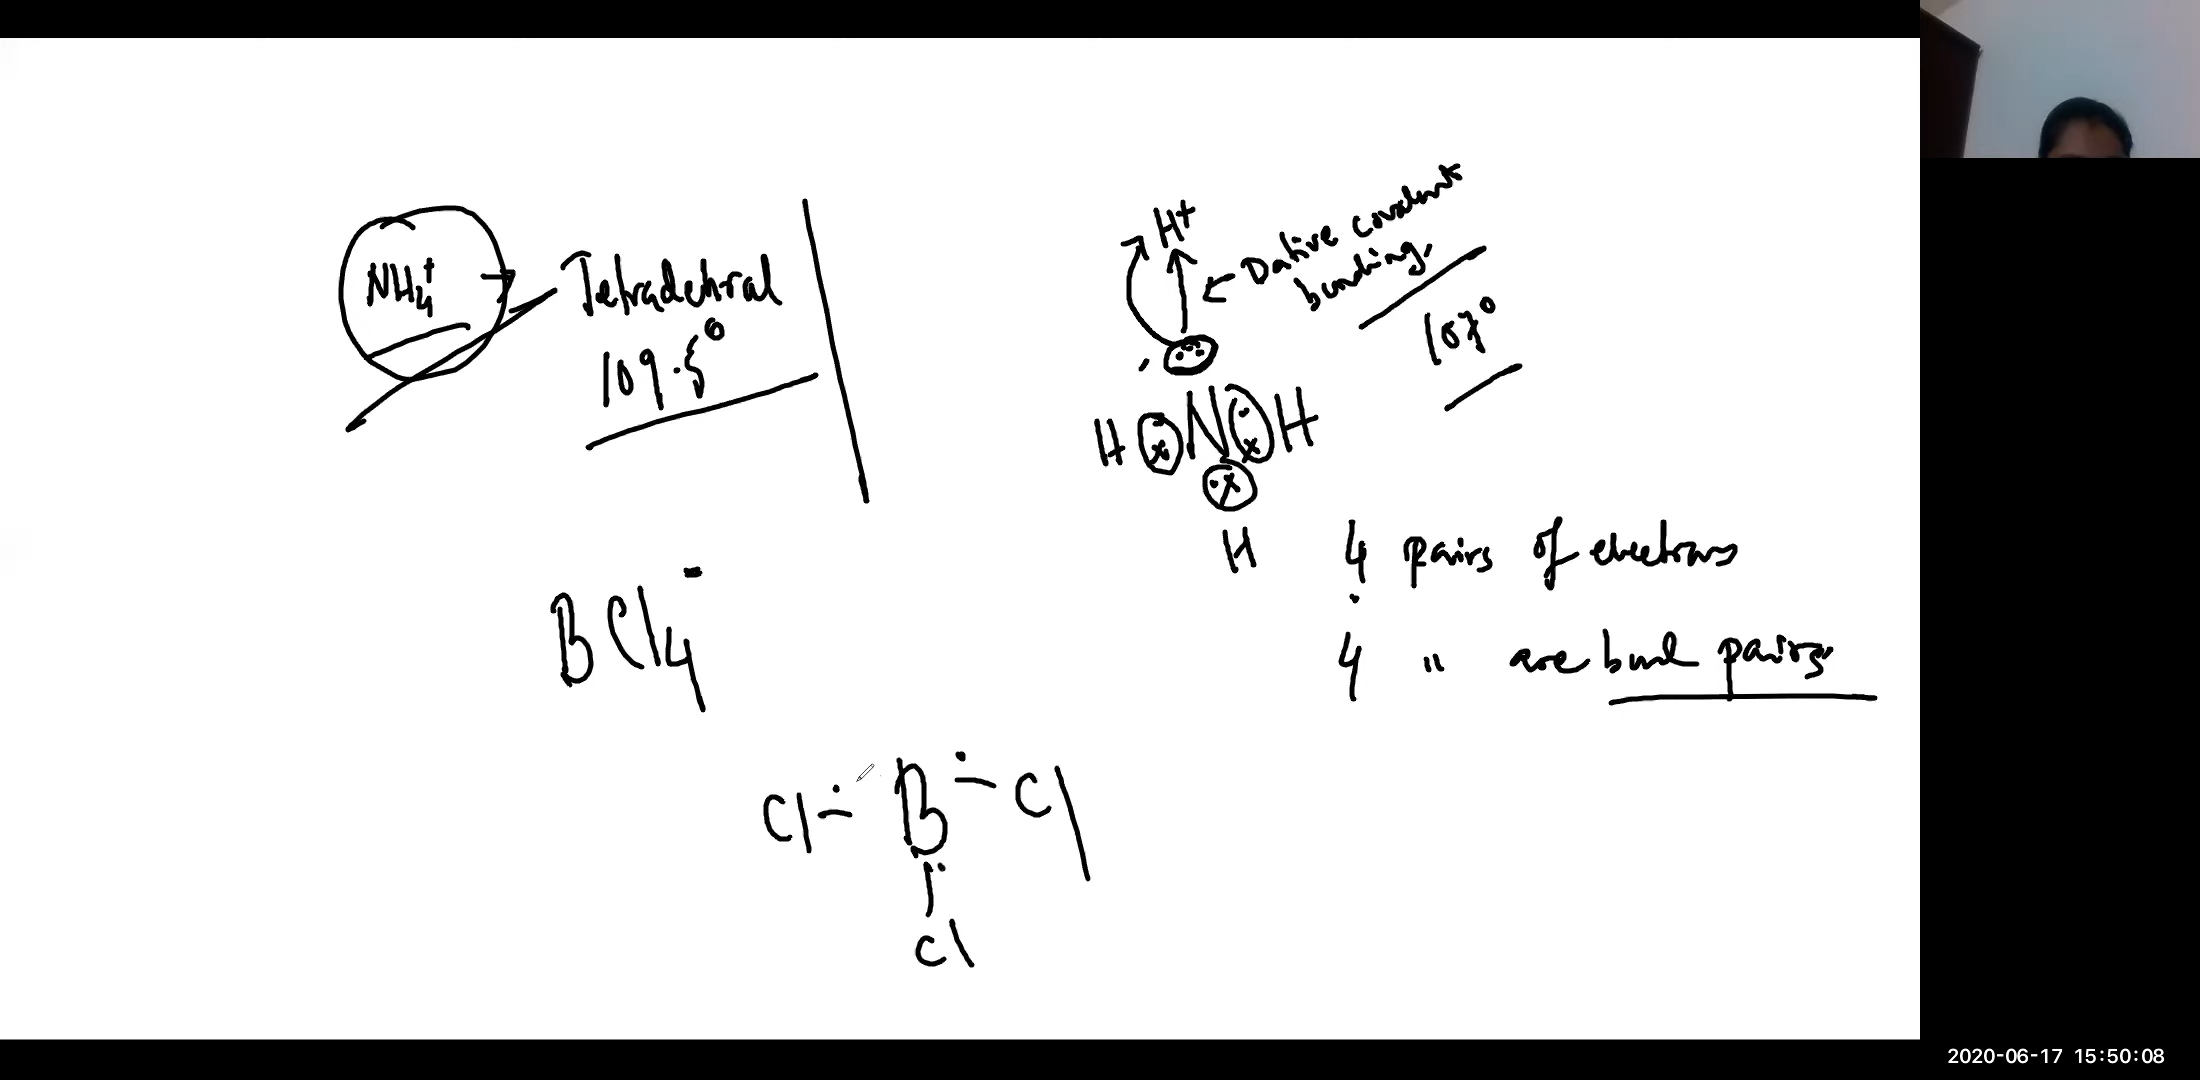 NH4+ → Tetradehral
109.5°
H+
Dative covalent
bonding.
107°
H N H
H
4 pairs of electrons
4 " are bond pairs
BCl4-
Cl B Cl
Cl
2020-06-17 15:50:08